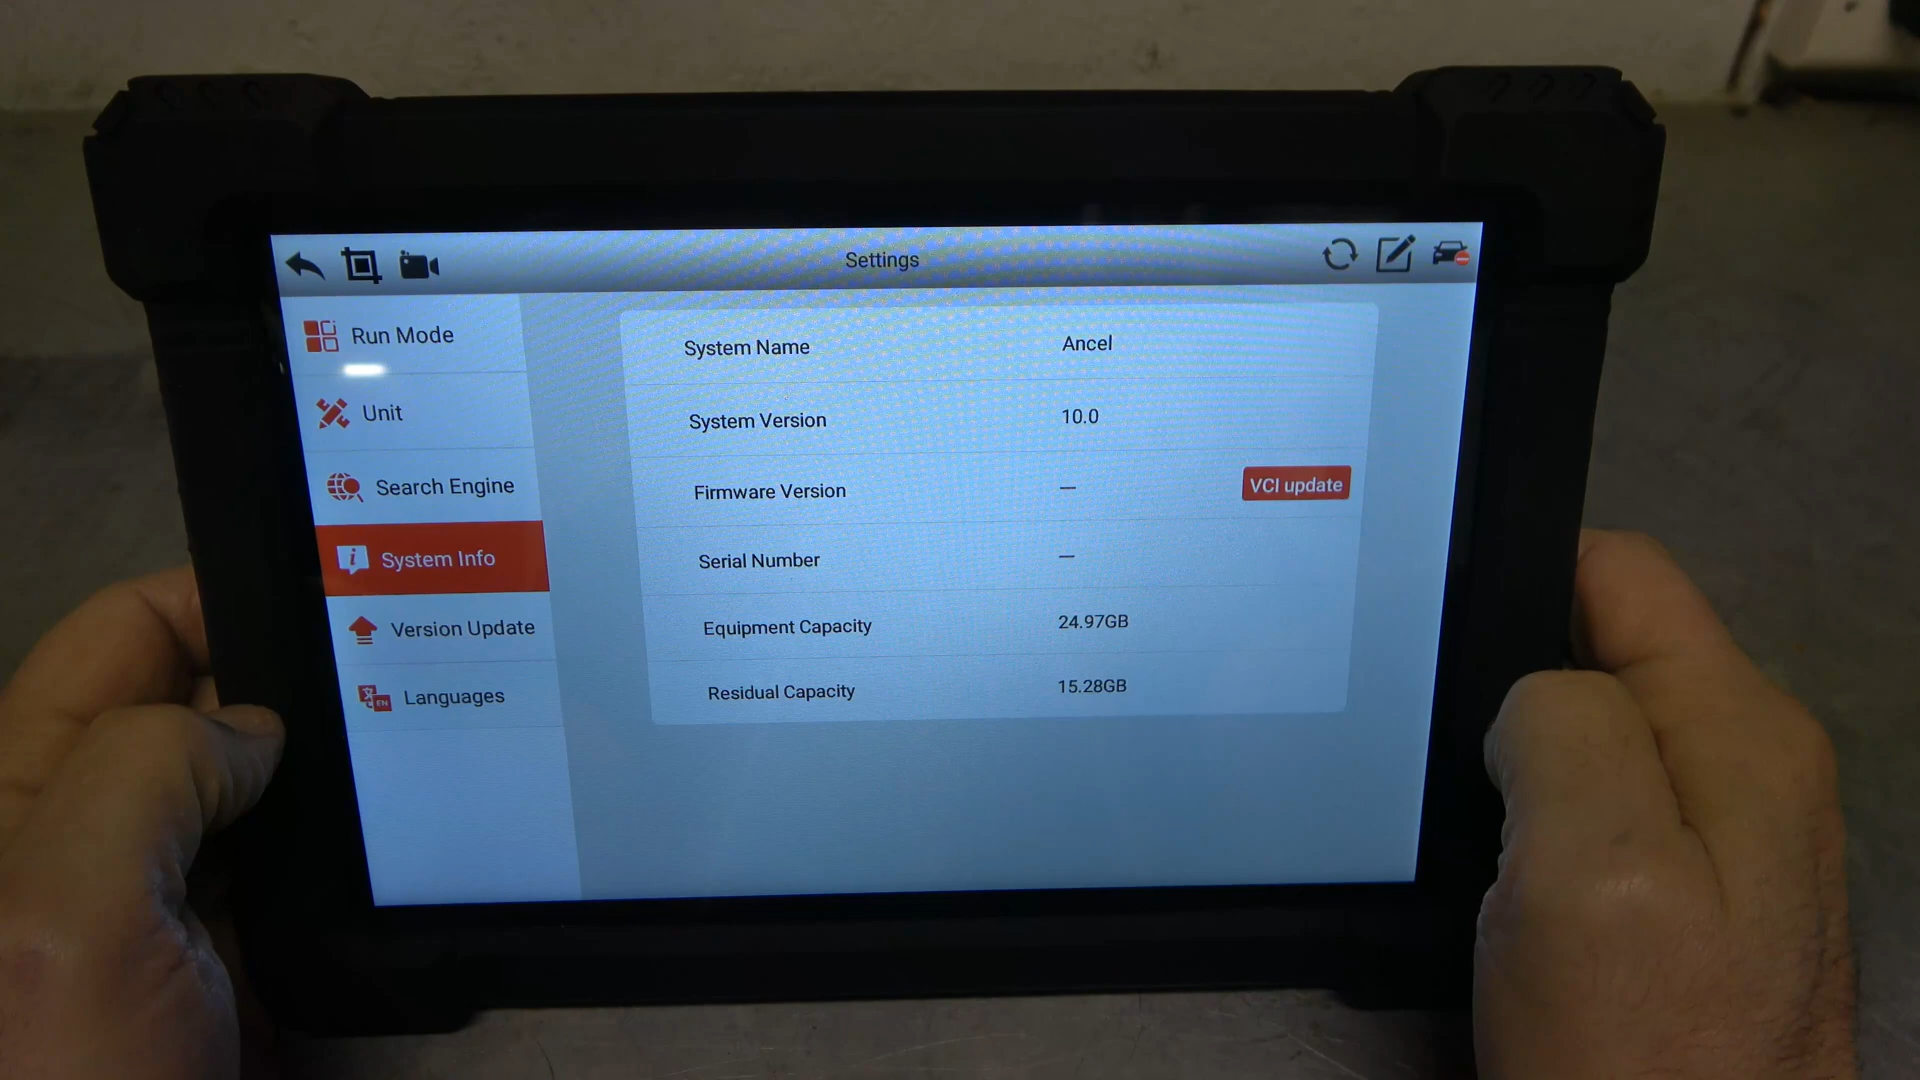 Settings
Run Mode
Unit
Search Engine
System Info
Version Update
EN
Languages
System Name Ancel
System Version 10.0
Firmware Version — VCI update
Serial Number —
Equipment Capacity 24.97GB
Residual Capacity 15.28GB